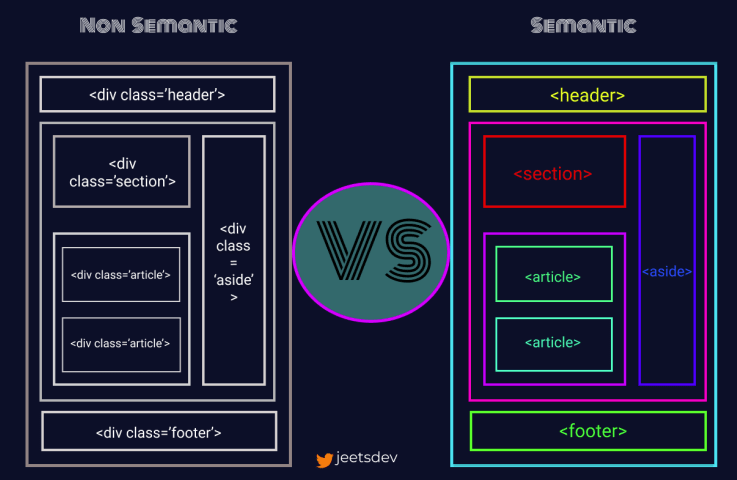 Non Semantic
<div class=’header’>
<div
class=’section’>
<div
class
=
‘aside’
>
<div class=’article’>
<div class=’article’>
<div class=’footer’>
VS
Semantic
<header>
<section>
<aside>
<article>
<article>
<footer>
jeetsdev